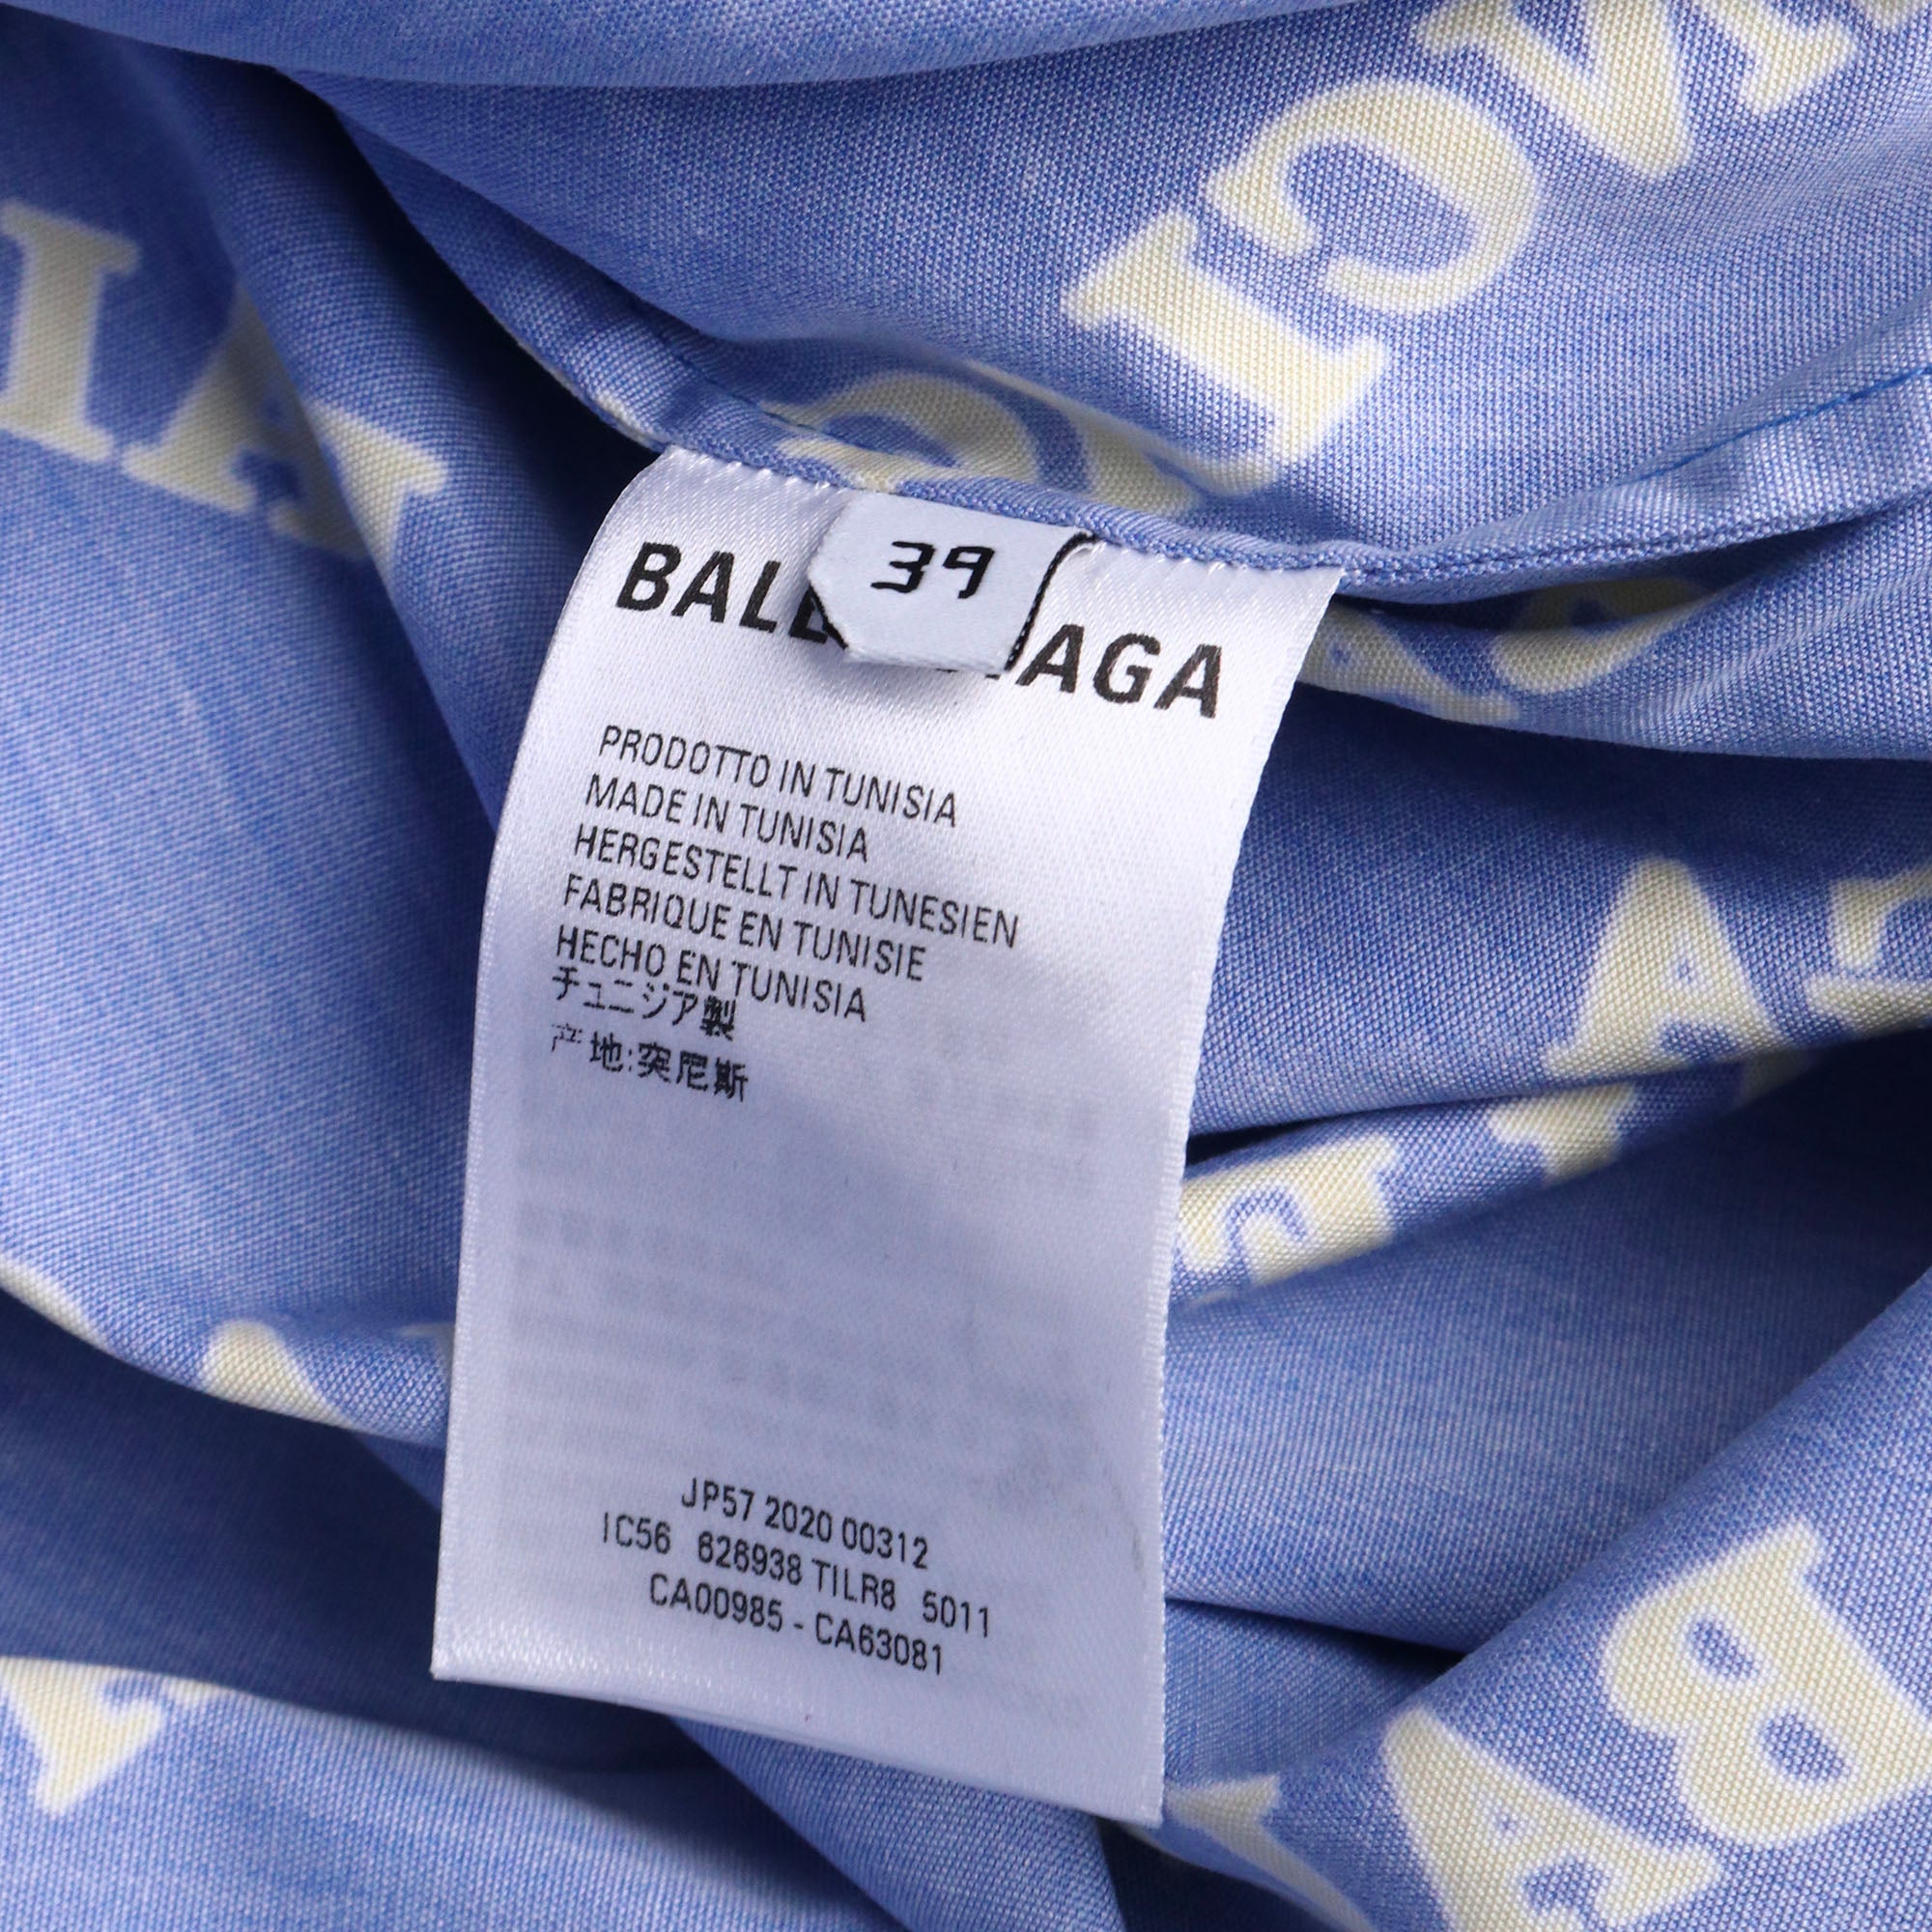 39
BAL AGA
PRODOTTO IN TUNISIA
MADE IN TUNISIA
HERGESTELLT IN TUNESIEN
FABRIQUE EN TUNISIE
HECHO EN TUNISIA
チュニジア製
产地:突尼斯
JP57 2020 00312
IC56 626938 TILR8 5011
CA00985 - CA63081